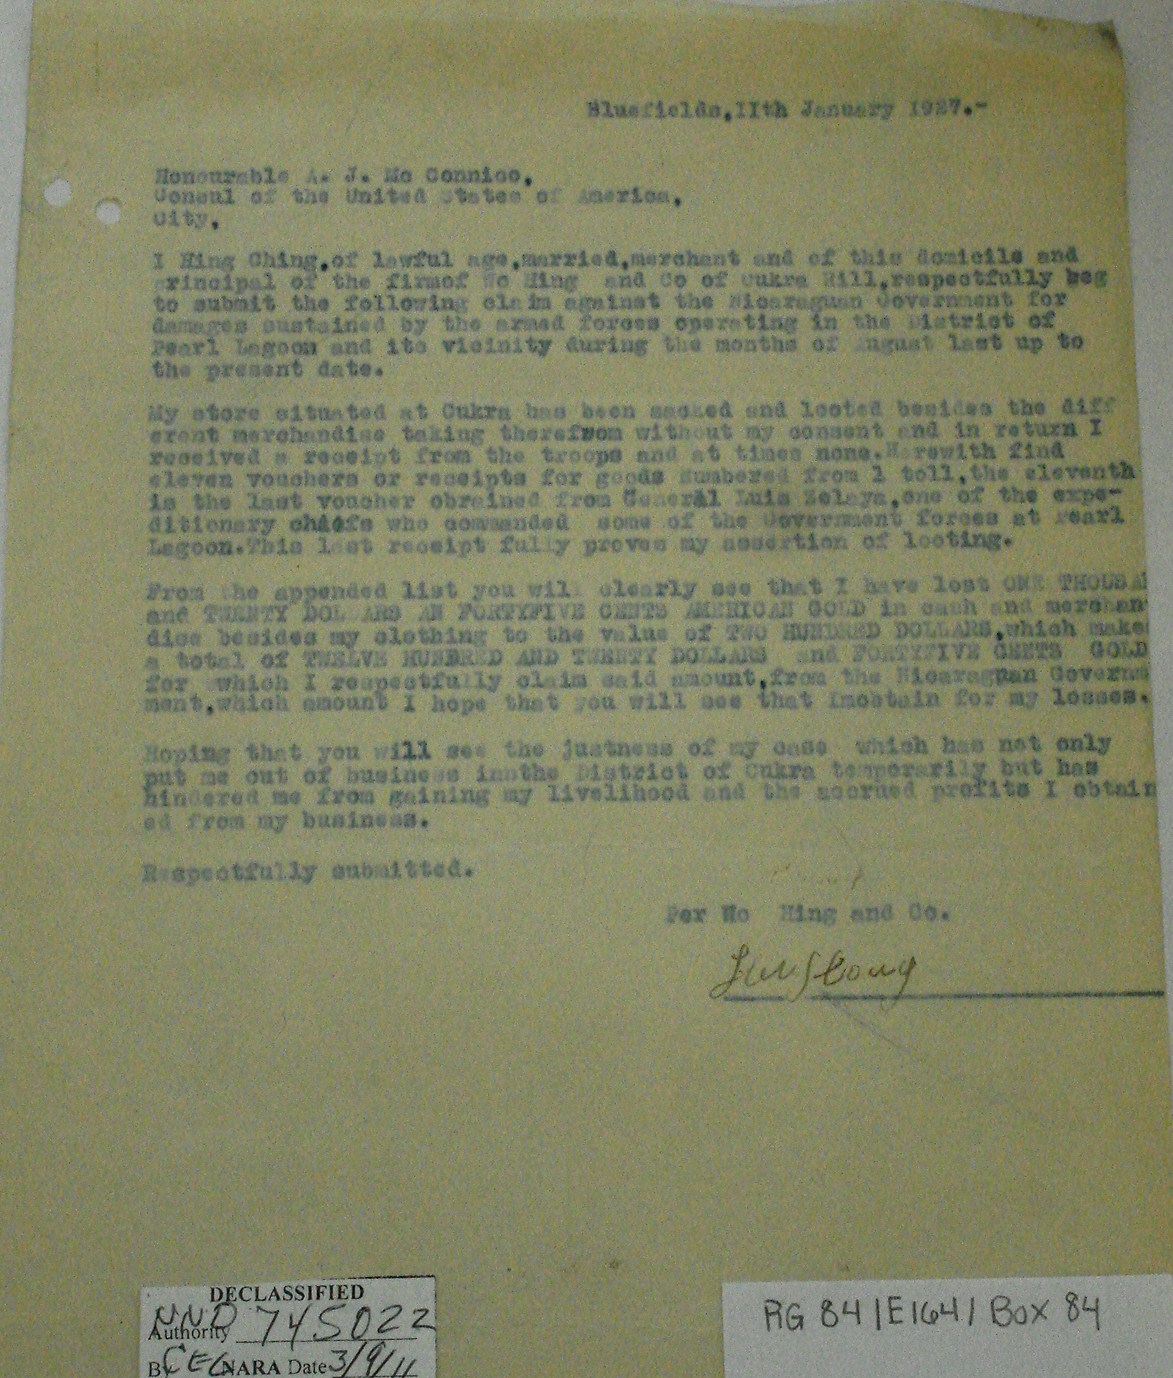 Bluefields,11th January 1927.-
Honourable A. J. Mc Connico,
Consul of the United States of America,
City.
I Hing Ching,of lawful age,married,merchant and of this domicile and
principal of the firmof Wo Hing and Co of Cukra Hill,respectfully beg
to submit the following claim against the Nicaraguan Government for
damages sustained by the armed forces operating in the District of
Pearl Lagoon and its vicinity during the months of August last up to
the present date.
My store situated at Cukra has been sacked and looted besides the diff
erent merchandise taking therefrom without my consent and in return I
received a receipt from the troops and at times none.Herewith find
eleven vouchers or receipts for goods numbered from 1 to11,the eleventh
is the last voucher obrained from General Luis Zelaya,one of the expe-
ditionary chiefs who commanded some of the Government forces at Pearl
Lagoon.This last receipt fully proves my assertion of looting.
From the appended list you will clearly see that I have lost ONE THOUSA
and TWENTY DOLLARS AN FORTYFIVE CENTS AMERICAN GOLD in cash and merchan
dise besides my clothing to the value of TWO HUNDRED DOLLARS,which make
a total of TWELVE HUNDRED AND TWENTY DOLLARS and FORTYFIVE CENTS GOLD
for which I respectfully claim said amount,from the Nicaraguan Govern
ment,which amount I hope that you will see that Imobtain for my losses.
Hoping that you will see the justness of my case which has not only
put me out of business innthe District of Cukra temperarily but has
hindered me from gaining my livelihood and the accrued profits I obtain
ed from my business.
Respectfully submitted.
Per Wo Hing and Co.
DECLASSIFIED
Authority NND 745022
By CEC NARA Date 3/9/11
RG 84/E164/Box 84